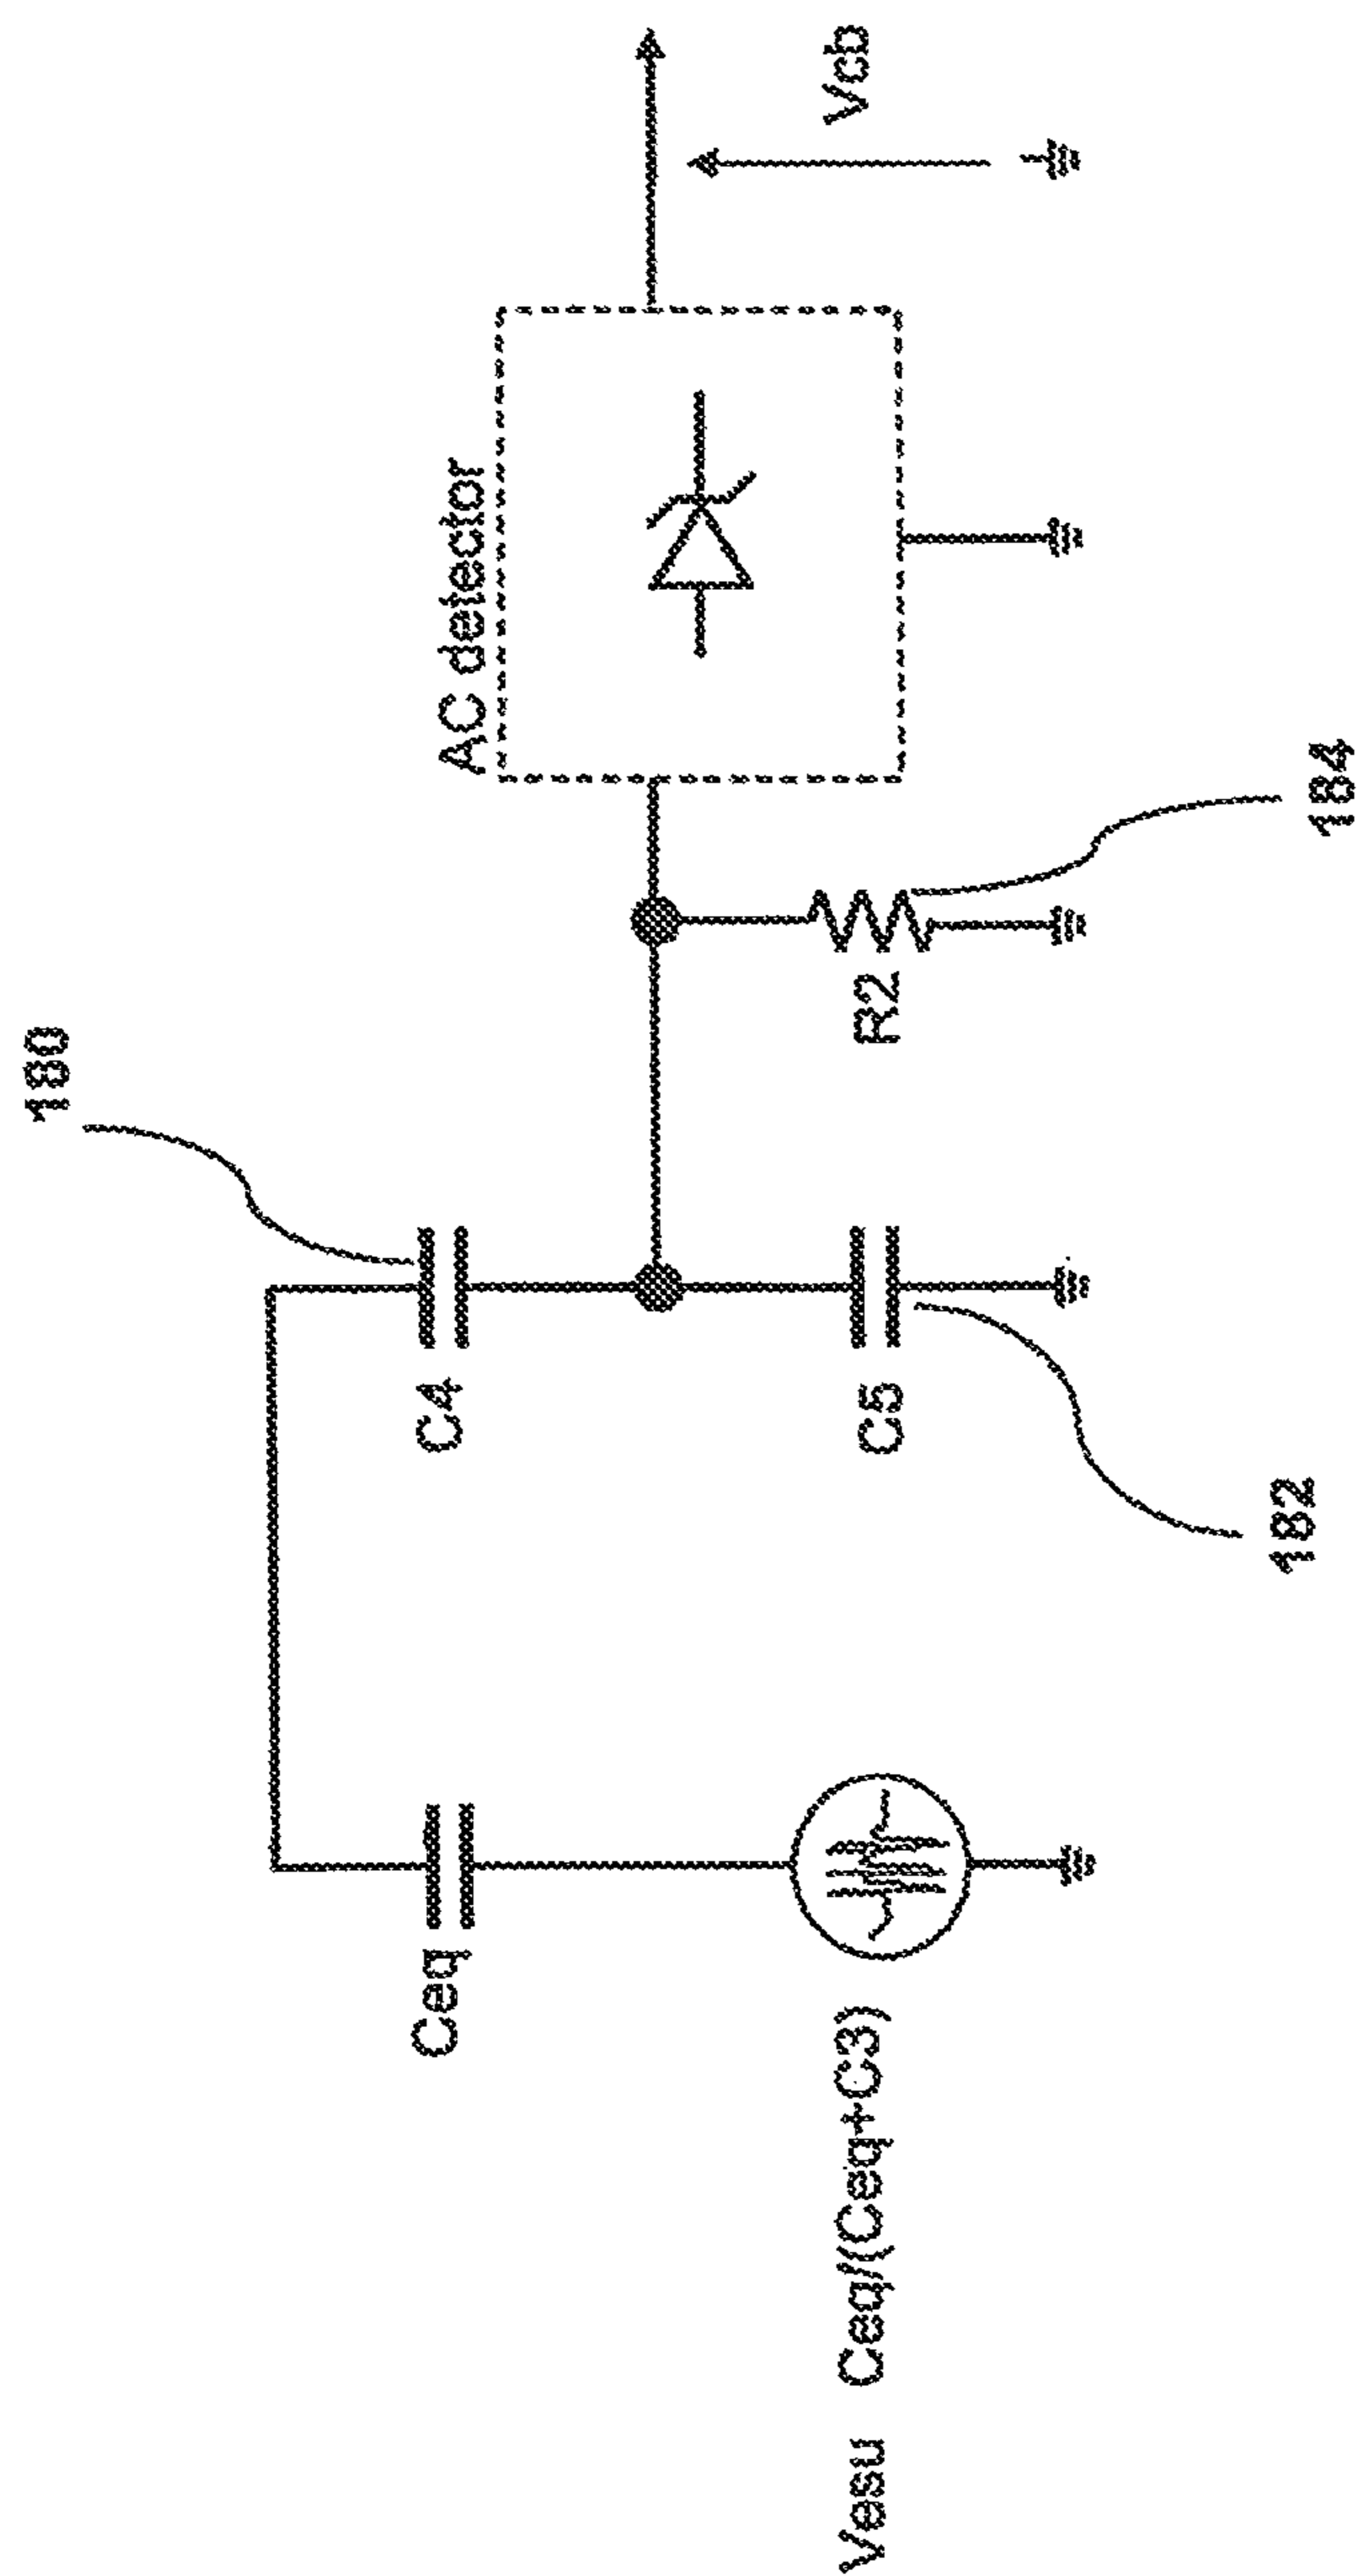 180
Ceq
C4
AC detector
Vesu Ceq/(Ceq+C3)
C5
R2
Vcb
182
184